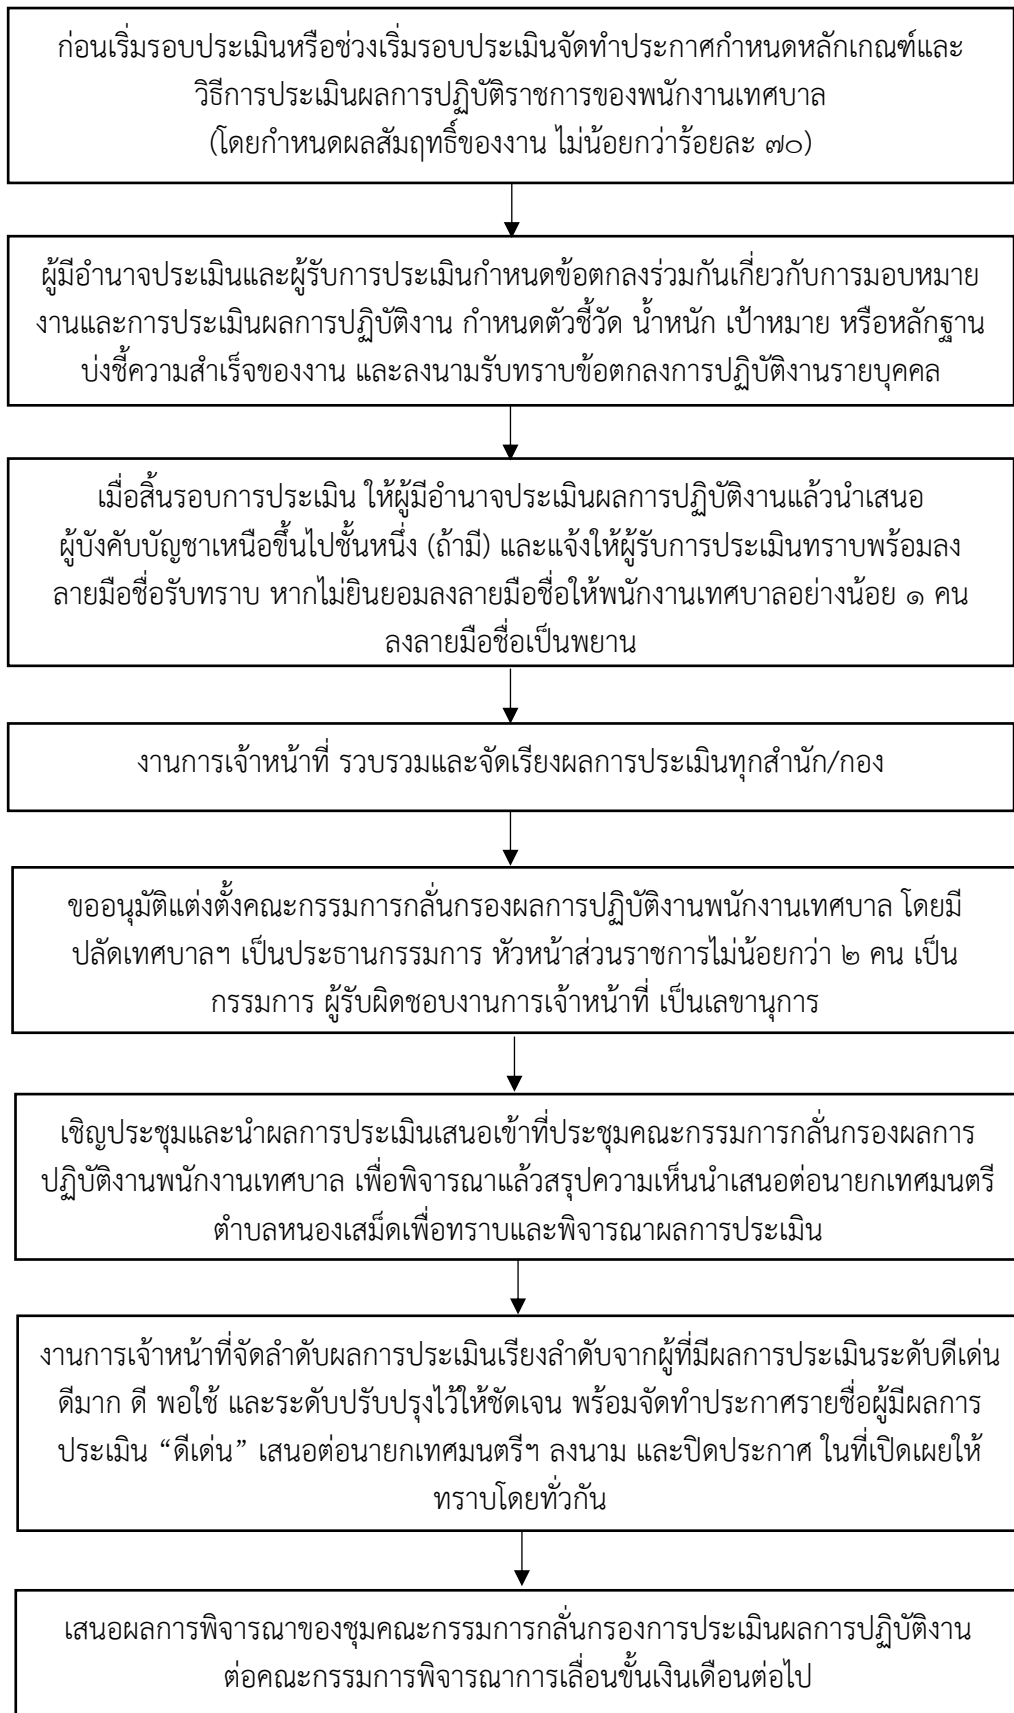 ก่อนเริ่มรอบประเมินหรือช่วงเริ่มรอบประเมินจัดทำประกาศกำหนดหลักเกณฑ์และ
วิธีการประเมินผลการปฏิบัติราชการของพนักงานเทศบาล
(โดยกำหนดผลสัมฤทธิ์ของงาน ไม่น้อยกว่าร้อยละ ๗๐)
ผู้มีอำนาจประเมินและผู้รับการประเมินกำหนดข้อตกลงร่วมกันเกี่ยวกับการมอบหมาย
งานและการประเมินผลการปฏิบัติงาน กำหนดตัวชี้วัด น้ำหนัก เป้าหมาย หรือหลักฐาน
บ่งชี้ความสำเร็จของงาน และลงนามรับทราบข้อตกลงการปฏิบัติงานรายบุคคล
เมื่อสิ้นรอบการประเมิน ให้ผู้มีอำนาจประเมินผลการปฏิบัติงานแล้วนำเสนอ
ผู้บังคับบัญชาเหนือขึ้นไปชั้นหนึ่ง (ถ้ามี) และแจ้งให้ผู้รับการประเมินทราบพร้อมลง
ลายมือชื่อรับทราบ หากไม่ยินยอมลงลายมือชื่อให้พนักงานเทศบาลอย่างน้อย ๑ คน
ลงลายมือชื่อเป็นพยาน
งานการเจ้าหน้าที่ รวบรวมและจัดเรียงผลการประเมินทุกสำนัก/กอง
ขออนุมัติแต่งตั้งคณะกรรมการกลั่นกรองผลการปฏิบัติงานพนักงานเทศบาล โดยมี
ปลัดเทศบาลฯ เป็นประธานกรรมการ หัวหน้าส่วนราชการไม่น้อยกว่า ๒ คน เป็น
กรรมการ ผู้รับผิดชอบงานการเจ้าหน้าที่ เป็นเลขานุการ
เชิญประชุมและนำผลการประเมินเสนอเข้าที่ประชุมคณะกรรมการกลั่นกรองผลการ
ปฏิบัติงานพนักงานเทศบาล เพื่อพิจารณาแล้วสรุปความเห็นนำเสนอต่อนายกเทศมนตรี
ตำบลหนองเสม็ดเพื่อทราบและพิจารณาผลการประเมิน
งานการเจ้าหน้าที่จัดลำดับผลการประเมินเรียงลำดับจากผู้ที่มีผลการประเมินระดับดีเด่น
ดีมาก ดี พอใช้ และระดับปรับปรุงไว้ให้ชัดเจน พร้อมจัดทำประกาศรายชื่อผู้มีผลการ
ประเมิน “ดีเด่น” เสนอต่อนายกเทศมนตรีฯ ลงนาม และปิดประกาศ ในที่เปิดเผยให้
ทราบโดยทั่วกัน
เสนอผลการพิจารณาของชุมคณะกรรมการกลั่นกรองการประเมินผลการปฏิบัติงาน
ต่อคณะกรรมการพิจารณาการเลื่อนขั้นเงินเดือนต่อไป